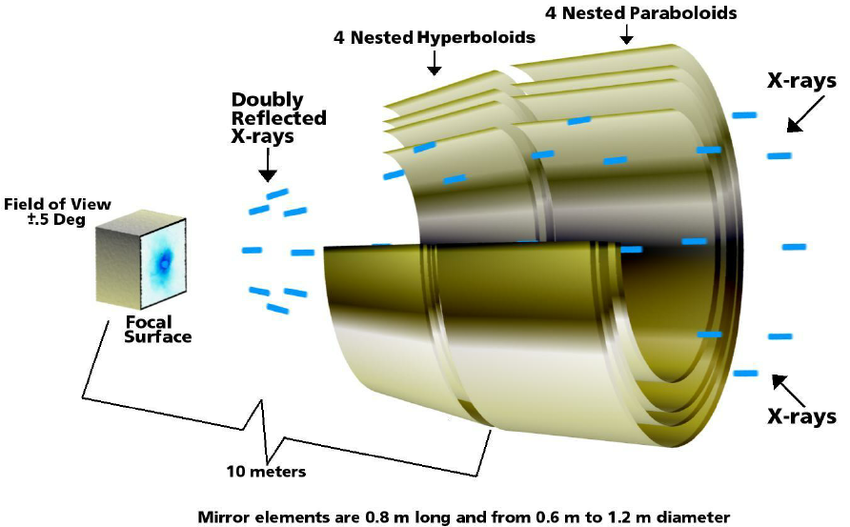 4 Nested Paraboloids
4 Nested Hyperboloids
X-rays
Doubly
Reflected
X-rays
Field of View
±.5 Deg
Focal
Surface
X-rays
10 meters
Mirror elements are 0.8 m long and from 0.6 m to 1.2 m diameter